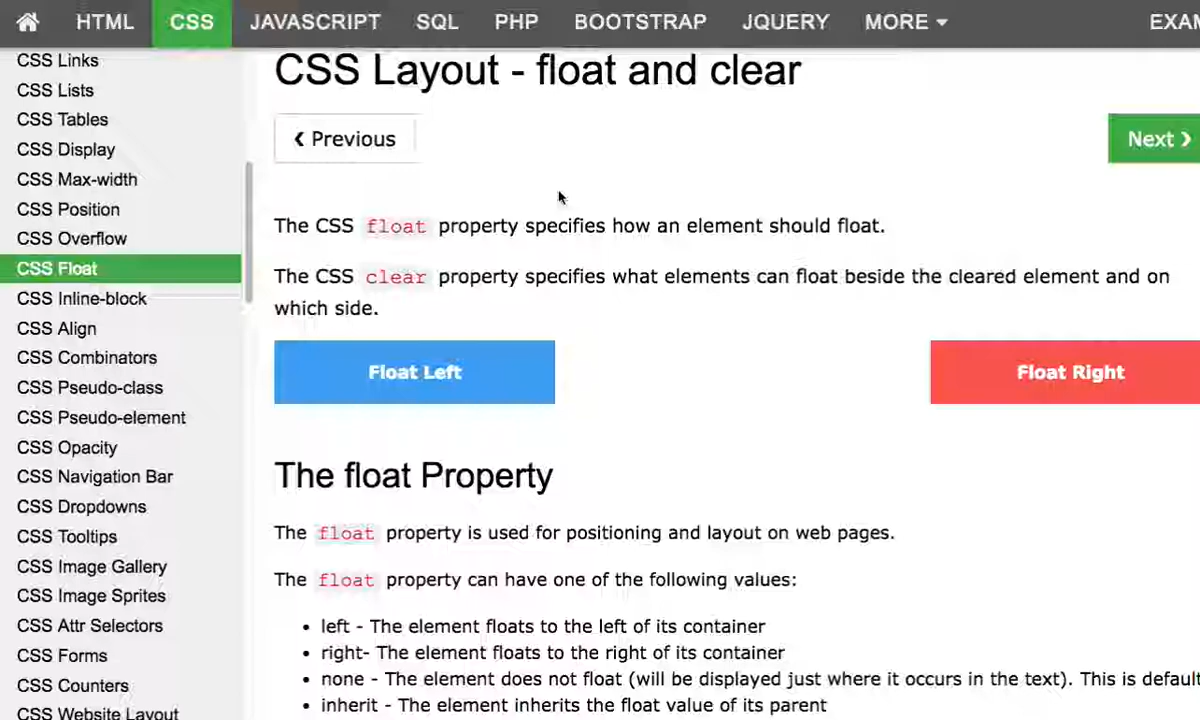 HTML CSS JAVASCRIPT SQL PHP BOOTSTRAP JQUERY MORE
CSS Links
CSS Lists
CSS Tables
CSS Display
CSS Max-width
CSS Position
CSS Overflow
CSS Float
CSS Inline-block
CSS Align
CSS Combinators
CSS Pseudo-class
CSS Pseudo-element
CSS Opacity
CSS Navigation Bar
CSS Dropdowns
CSS Tooltips
CSS Image Gallery
CSS Image Sprites
CSS Attr Selectors
CSS Forms
CSS Counters
CSS Website Layout
CSS Layout - float and clear
❮ Previous
Next ❯
The CSS float property specifies how an element should float.
The CSS clear property specifies what elements can float beside the cleared element and on
which side.
Float Left
Float Right
The float Property
The float property is used for positioning and layout on web pages.
The float property can have one of the following values:
• left - The element floats to the left of its container
• right- The element floats to the right of its container
• none - The element does not float (will be displayed just where it occurs in the text). This is default
• inherit - The element inherits the float value of its parent